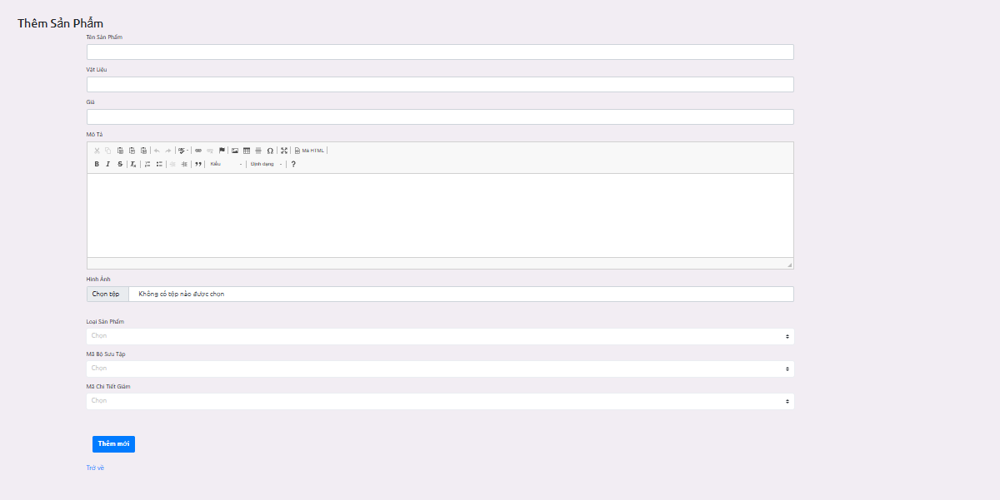 Thêm Sản Phẩm
Tên Sản Phẩm
Vật Liệu
Giá
Mô Tả
Mã HTML
B I S Ix Kiểu Định dạng ?
Hình Ảnh
Chọn tệp Không có tệp nào được chọn
Loại Sản Phẩm
Chọn
Mã Bộ Sưu Tập
Chọn
Mã Chi Tiết Giảm
Chọn
Thêm mới
Trở về